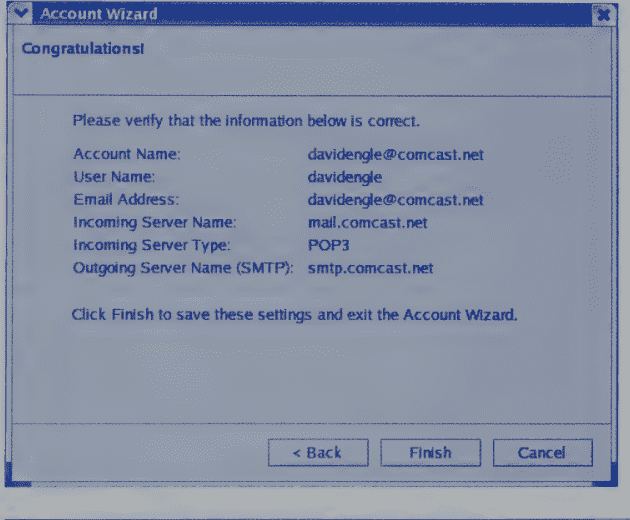 Account Wizard
Congratulations!
Please verify that the information below is correct.
Account Name: davidengle@comcast.net
User Name: davidengle
Email Address: davidengle@comcast.net
Incoming Server Name: mail.comcast.net
Incoming Server Type: POP3
Outgoing Server Name (SMTP): smtp.comcast.net
Click Finish to save these settings and exit the Account Wizard.
< Back Finish Cancel